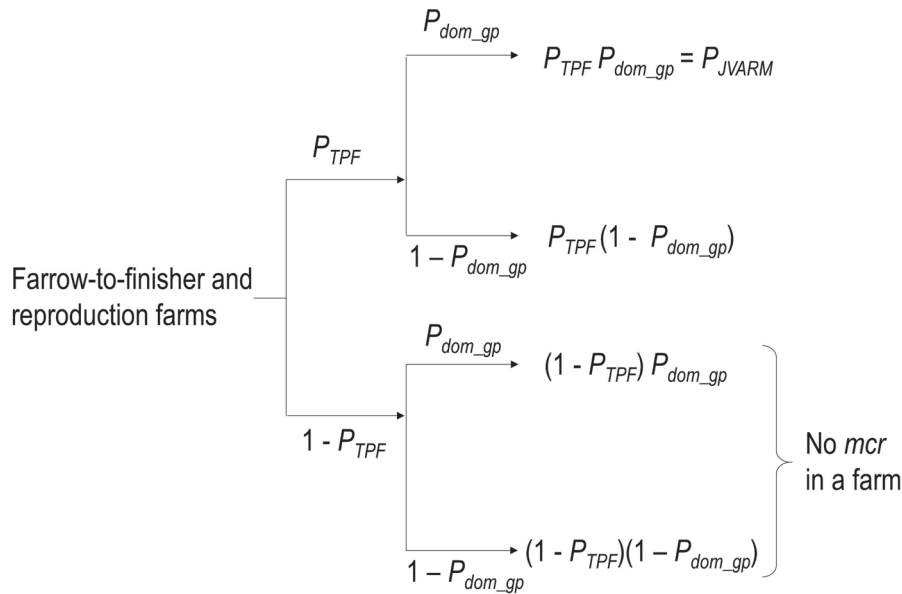 P_dom_gp
P_TPF P_dom_gp = P_JVARM
P_TPF
1 – P_dom_gp
P_TPF (1 - P_dom_gp)
Farrow-to-finisher and
reproduction farms
P_dom_gp
(1 - P_TPF) P_dom_gp
1 - P_TPF
No mcr
in a farm
1 – P_dom_gp
(1 - P_TPF)(1 – P_dom_gp)